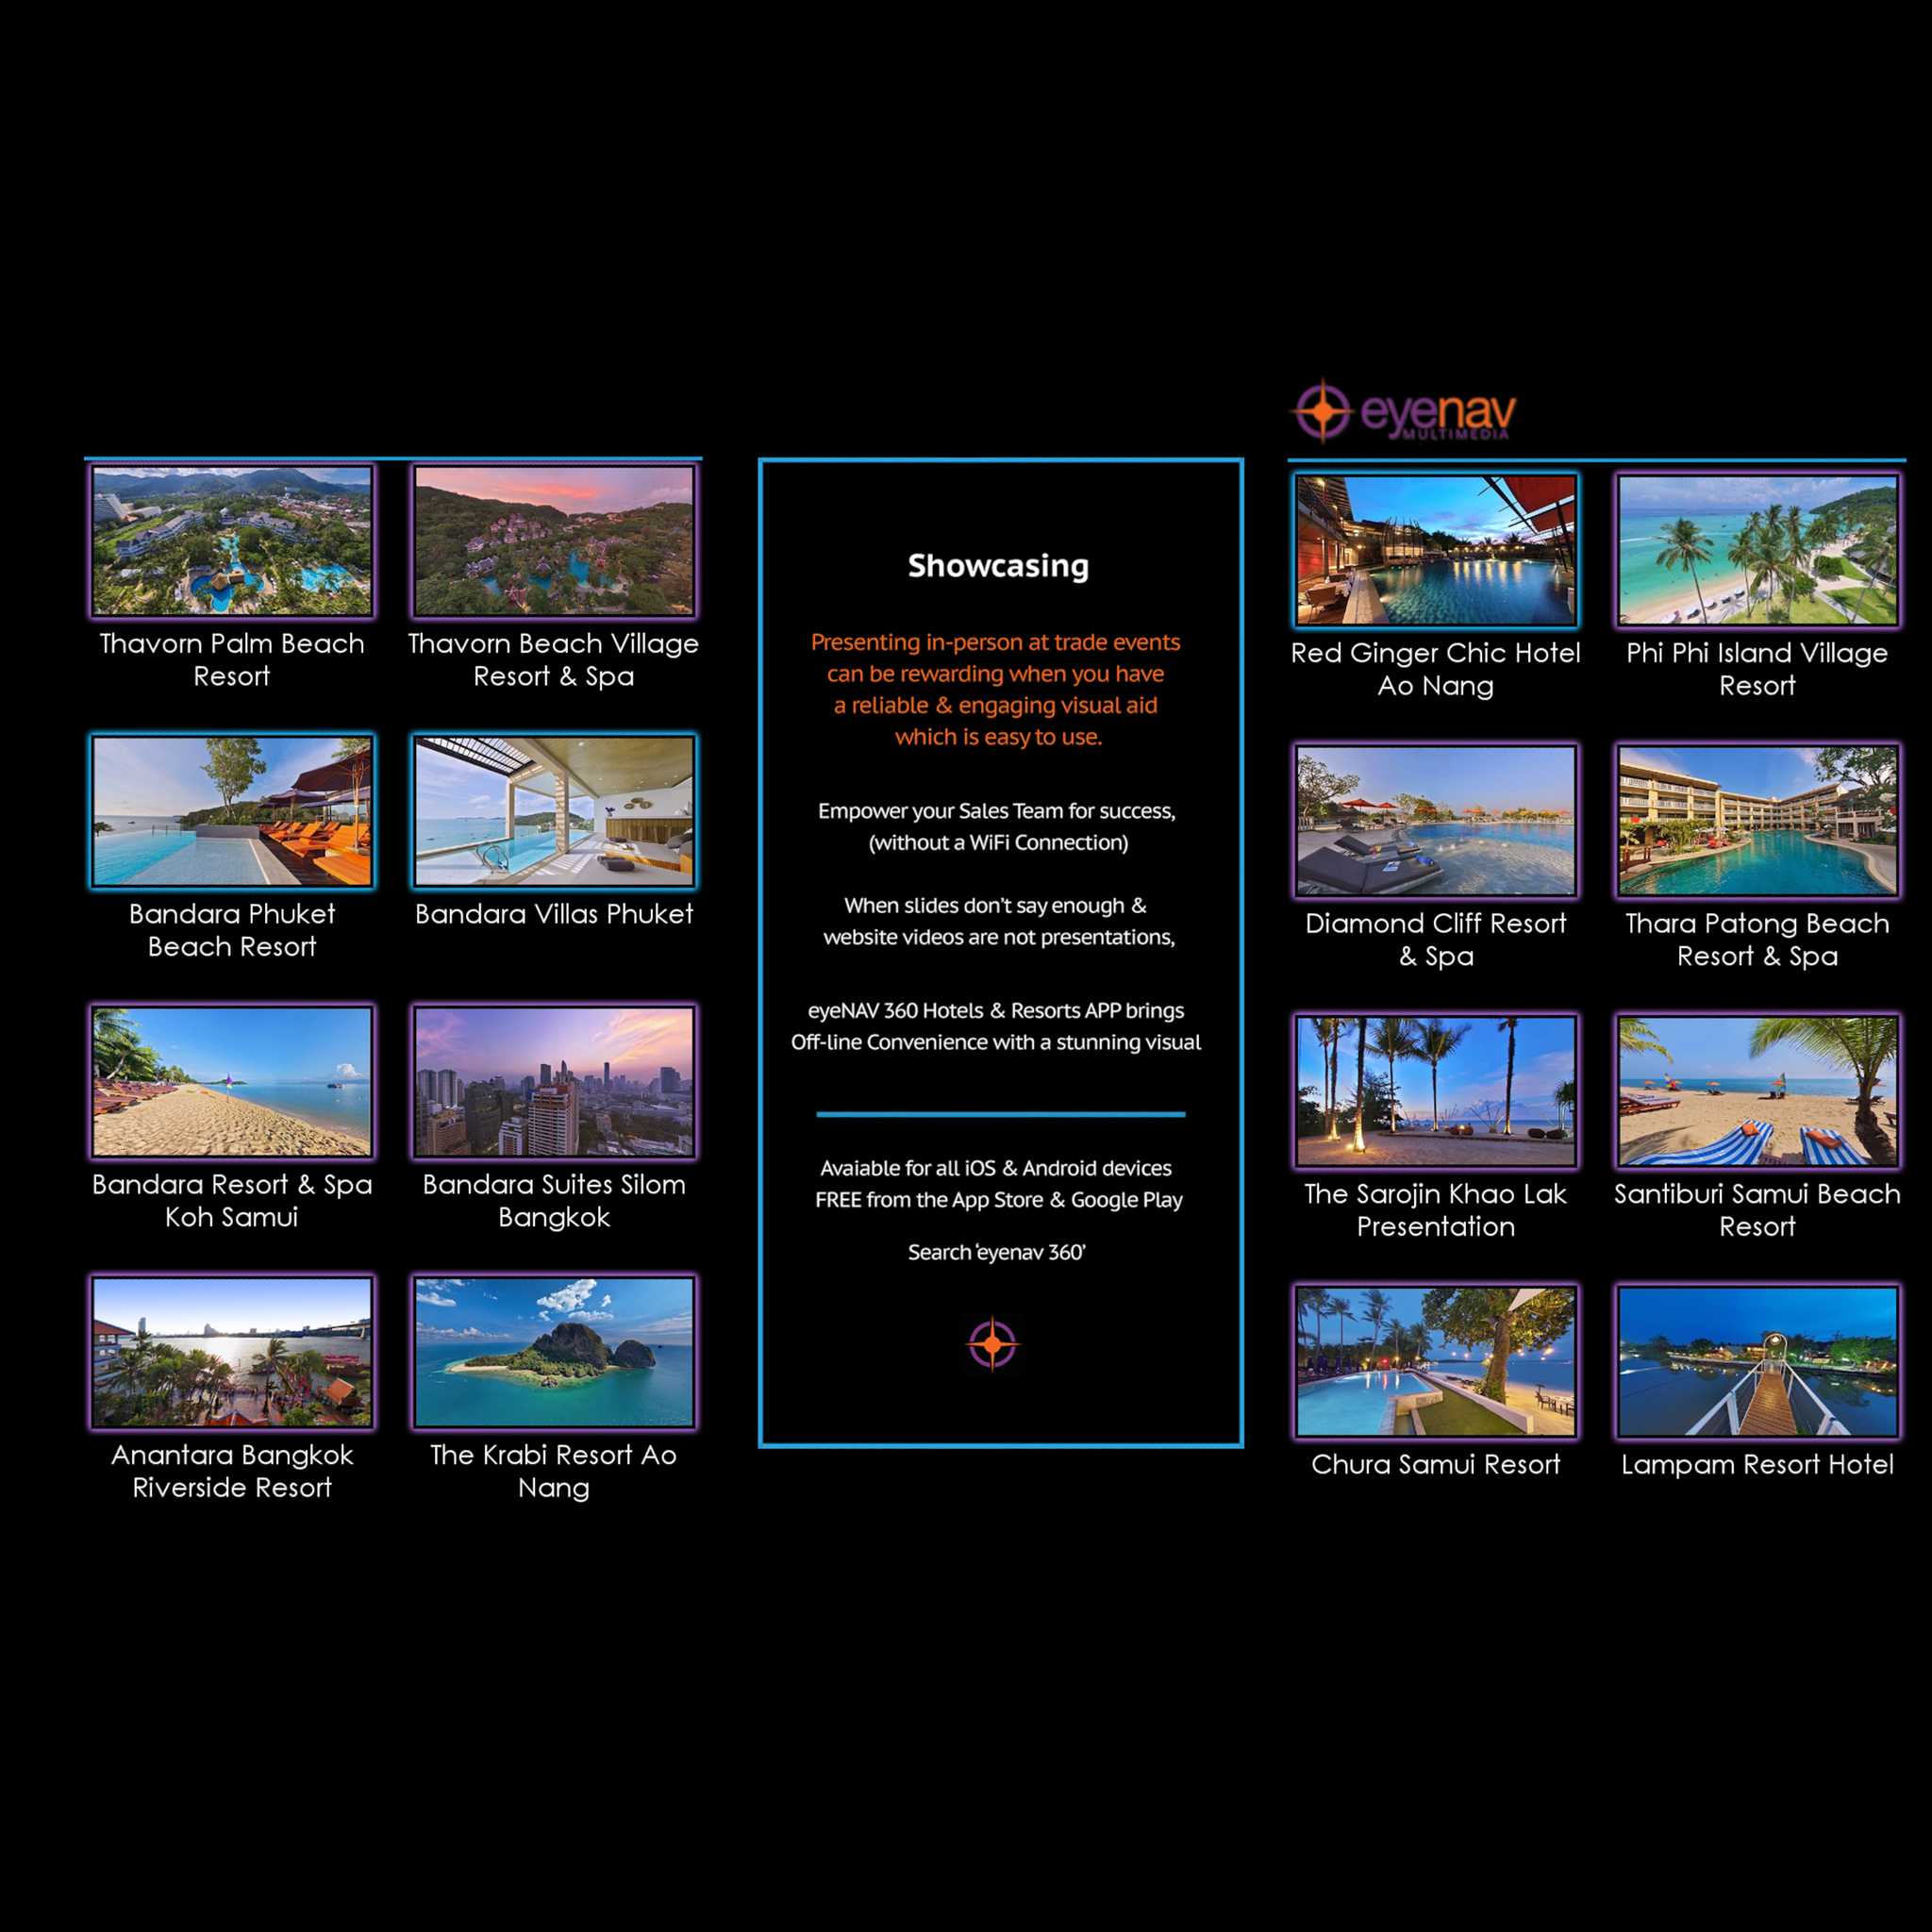 Thavorn Palm Beach
Resort
Thavorn Beach Village
Resort & Spa
Bandara Phuket
Beach Resort
Bandara Villas Phuket
Bandara Resort & Spa
Koh Samui
Bandara Suites Silom
Bangkok
Anantara Bangkok
Riverside Resort
The Krabi Resort Ao
Nang
Showcasing
Presenting in-person at trade events
can be rewarding when you have
a reliable & engaging visual aid
which is easy to use.
Empower your Sales Team for success,
(without a WiFi Connection)
When slides don't say enough &
website videos are not presentations,
eyeNAV 360 Hotels & Resorts APP brings
Off-line Convenience with a stunning visual
Avaiable for all iOS & Android devices
FREE from the App Store & Google Play
Search 'eyenav 360'
eyenav
MULTIMEDIA
Red Ginger Chic Hotel
Ao Nang
Phi Phi Island Village
Resort
Diamond Cliff Resort
& Spa
Thara Patong Beach
Resort & Spa
The Sarojin Khao Lak
Presentation
Santiburi Samui Beach
Resort
Chura Samui Resort
Lampam Resort Hotel